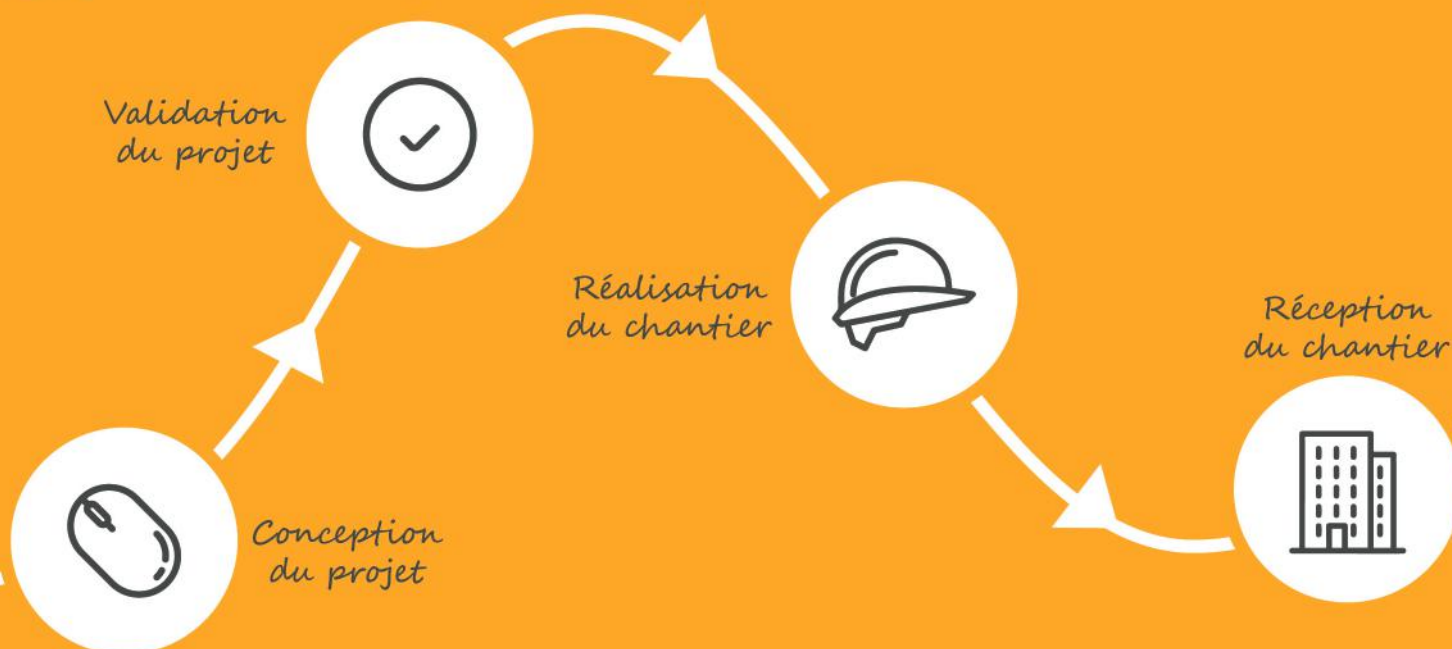 Validation
du projet
Réalisation
du chantier
Réception
du chantier
Conception
du projet